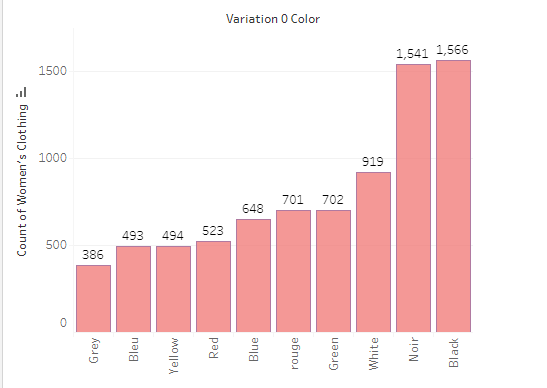 Variation 0 Color
Count of Women's Clothing
1500
1000
500
0
386
493
494
523
648
701
702
919
1,541
1,566
Grey
Bleu
Yellow
Red
Blue
rouge
Green
White
Noir
Black